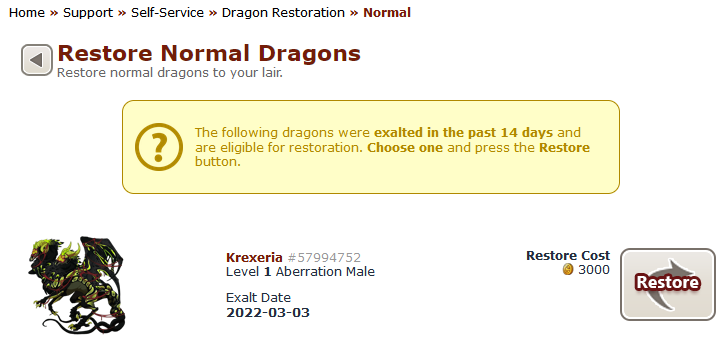 Home » Support » Self-Service » Dragon Restoration » Normal
Restore Normal Dragons
Restore normal dragons to your lair.
?
The following dragons were exalted in the past 14 days and
are eligible for restoration. Choose one and press the Restore
button.
Krexeria #57994752
Level 1 Aberration Male
Exalt Date
2022-03-03
Restore Cost
3000
Restore